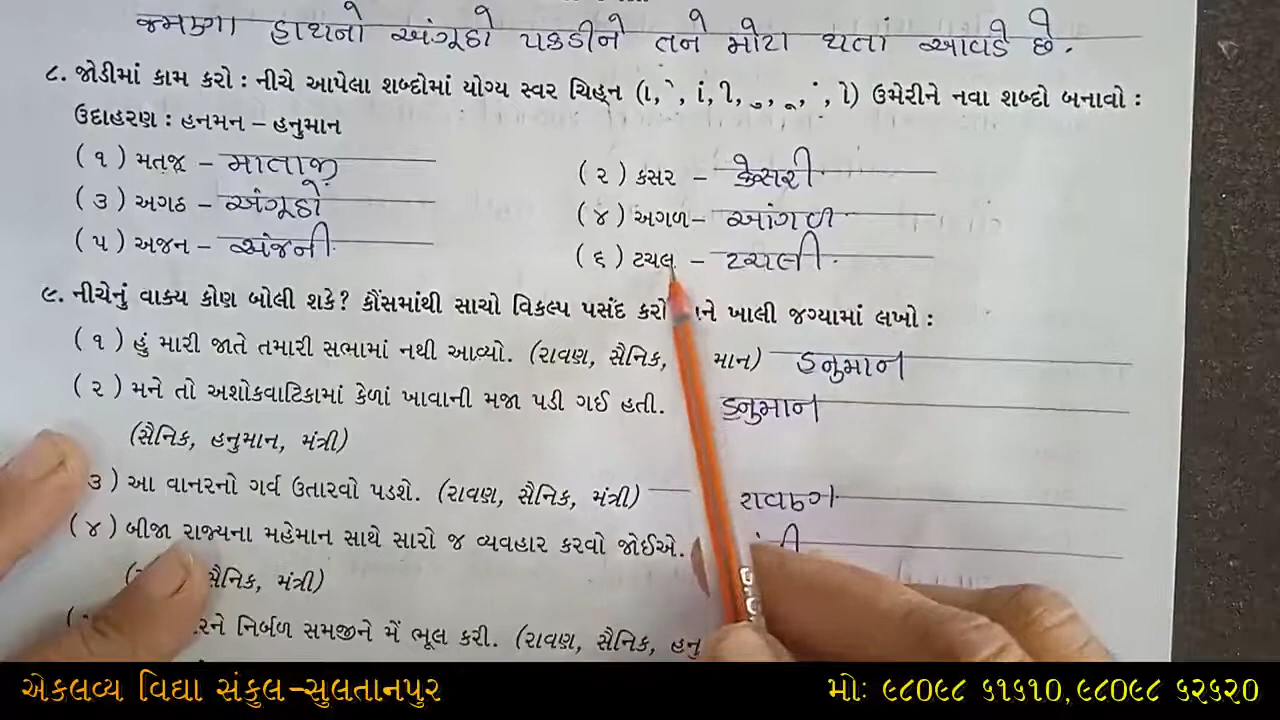 જમણા હાથનો અંગૂઠો પકડીને તને મોટા થતાં આવડે છે.
૮. જોડીમાં કામ કરો : નીચે આપેલા શબ્દોમાં યોગ્ય સ્વર ચિહ્ન (ા, ે, i, ી, ુ, ૂ, ં, ો) ઉમેરીને નવા શબ્દો બનાવો :
ઉદાહરણ : હનમન – હનુમાન
(૧) મતજૂ – માતાજી (૨) કસર – કેસરી
(૩) અગઠ – અંગૂઠો (૪) અગળ– આંગળી
(૫) અજન – અંજની (૬) ટચલ – ટચલી
૯. નીચેનું વાક્ય કોણ બોલી શકે? કૌંસમાંથી સાચો વિકલ્પ પસંદ કરો ને ખાલી જગ્યામાં લખો :
(૧) હું મારી જાતે તમારી સભામાં નથી આવ્યો. (રાવણ, સૈનિક, માન) હનુમાન
(૨) મને તો અશોકવાટિકામાં કેળાં ખાવાની મજા પડી ગઈ હતી. હનુમાન
(સૈનિક, હનુમાન, મંત્રી)
૩) આ વાનરનો ગર્વ ઉતારવો પડશે. (રાવણ, સૈનિક, મંત્રી) રાવણ
(૪) બીજા રાજ્યના મહેમાન સાથે સારો જ વ્યવહાર કરવો જોઈએ.
સૈનિક, મંત્રી)
રને નિર્બળ સમજીને મેં ભૂલ કરી. (રાવણ, સૈનિક, હનુ
એકલવ્ય વિદ્યા સંકુલ–સુલતાનપુર મોઃ ૯૮૦૯૮ ૬૧૬૧૦,૯૮૦૯૮ ૬૨૬૨૦